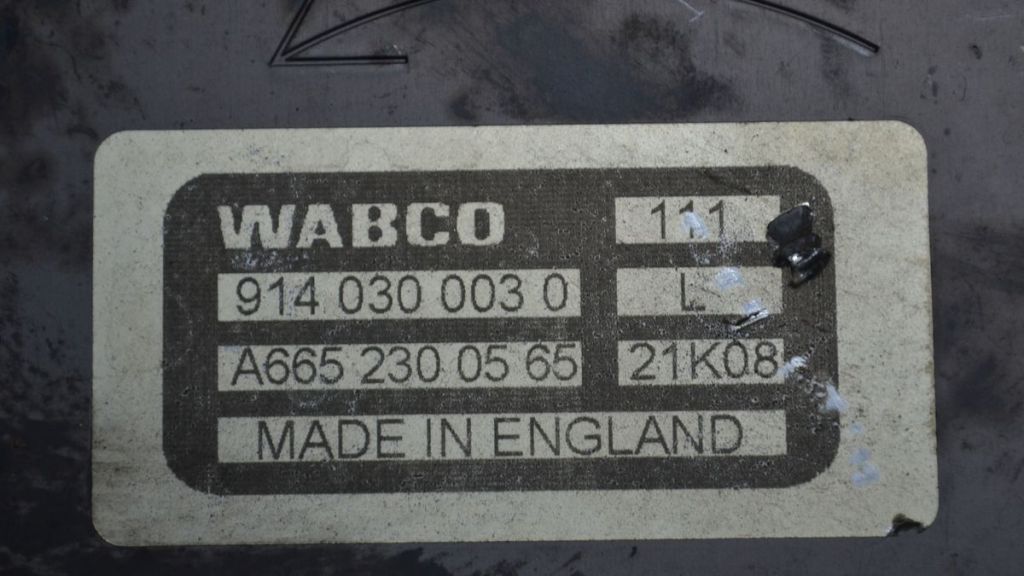 WABCO 111
914 030 003 0 L
A665 230 05 65 21K08
MADE IN ENGLAND